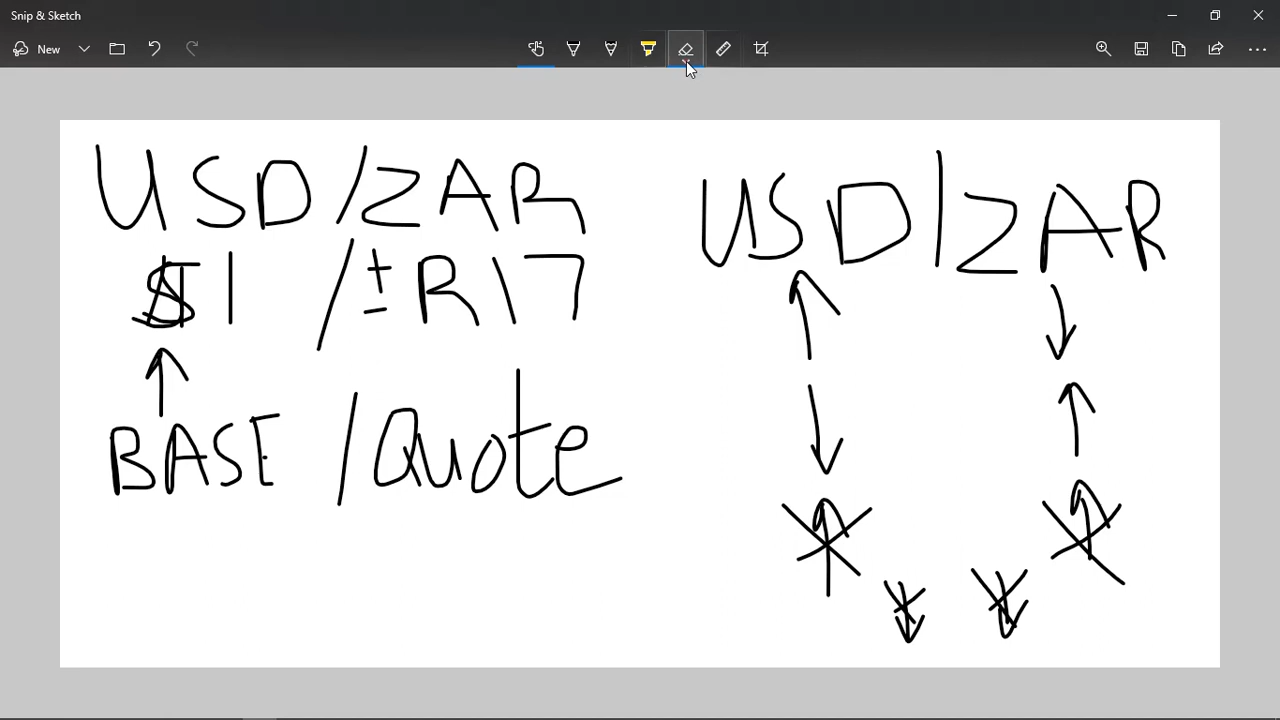 Snip & Sketch
New
USD/ZAR
$1 / ± R17
BASE / Quote
USD/ZAR